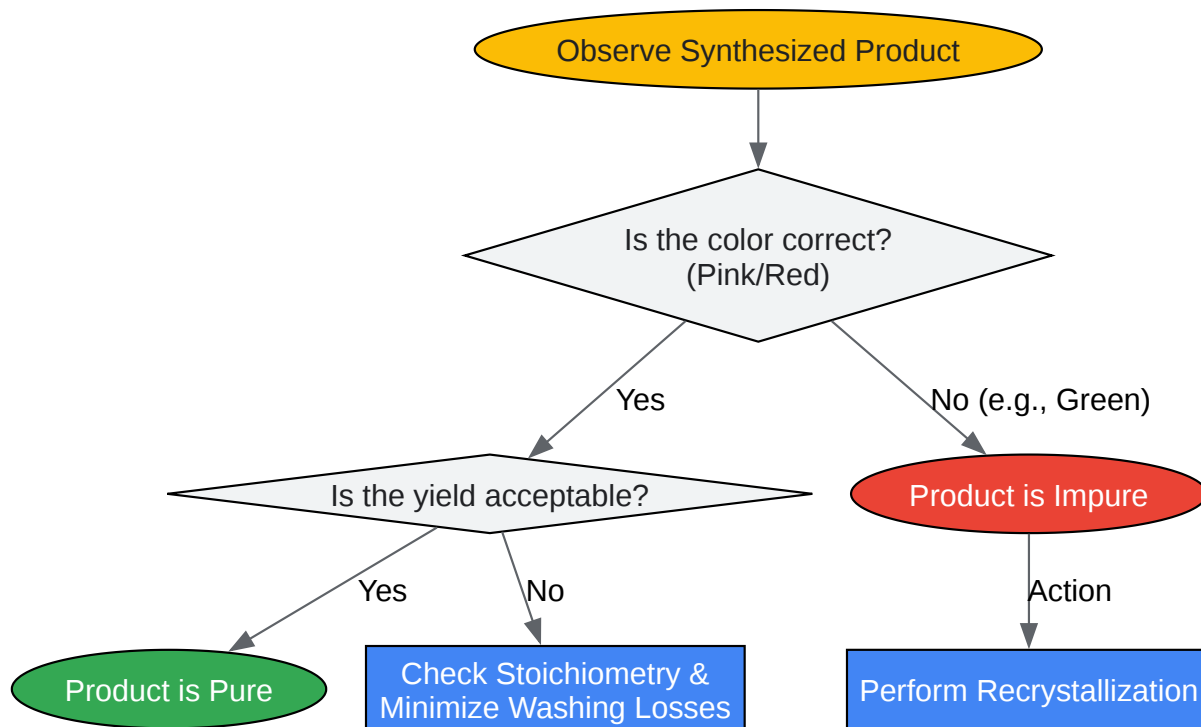 Observe Synthesized Product
Is the color correct?
(Pink/Red)
Yes
No (e.g., Green)
Is the yield acceptable?
Product is Impure
Yes
No
Action
Product is Pure
Check Stoichiometry &
Minimize Washing Losses
Perform Recrystallization